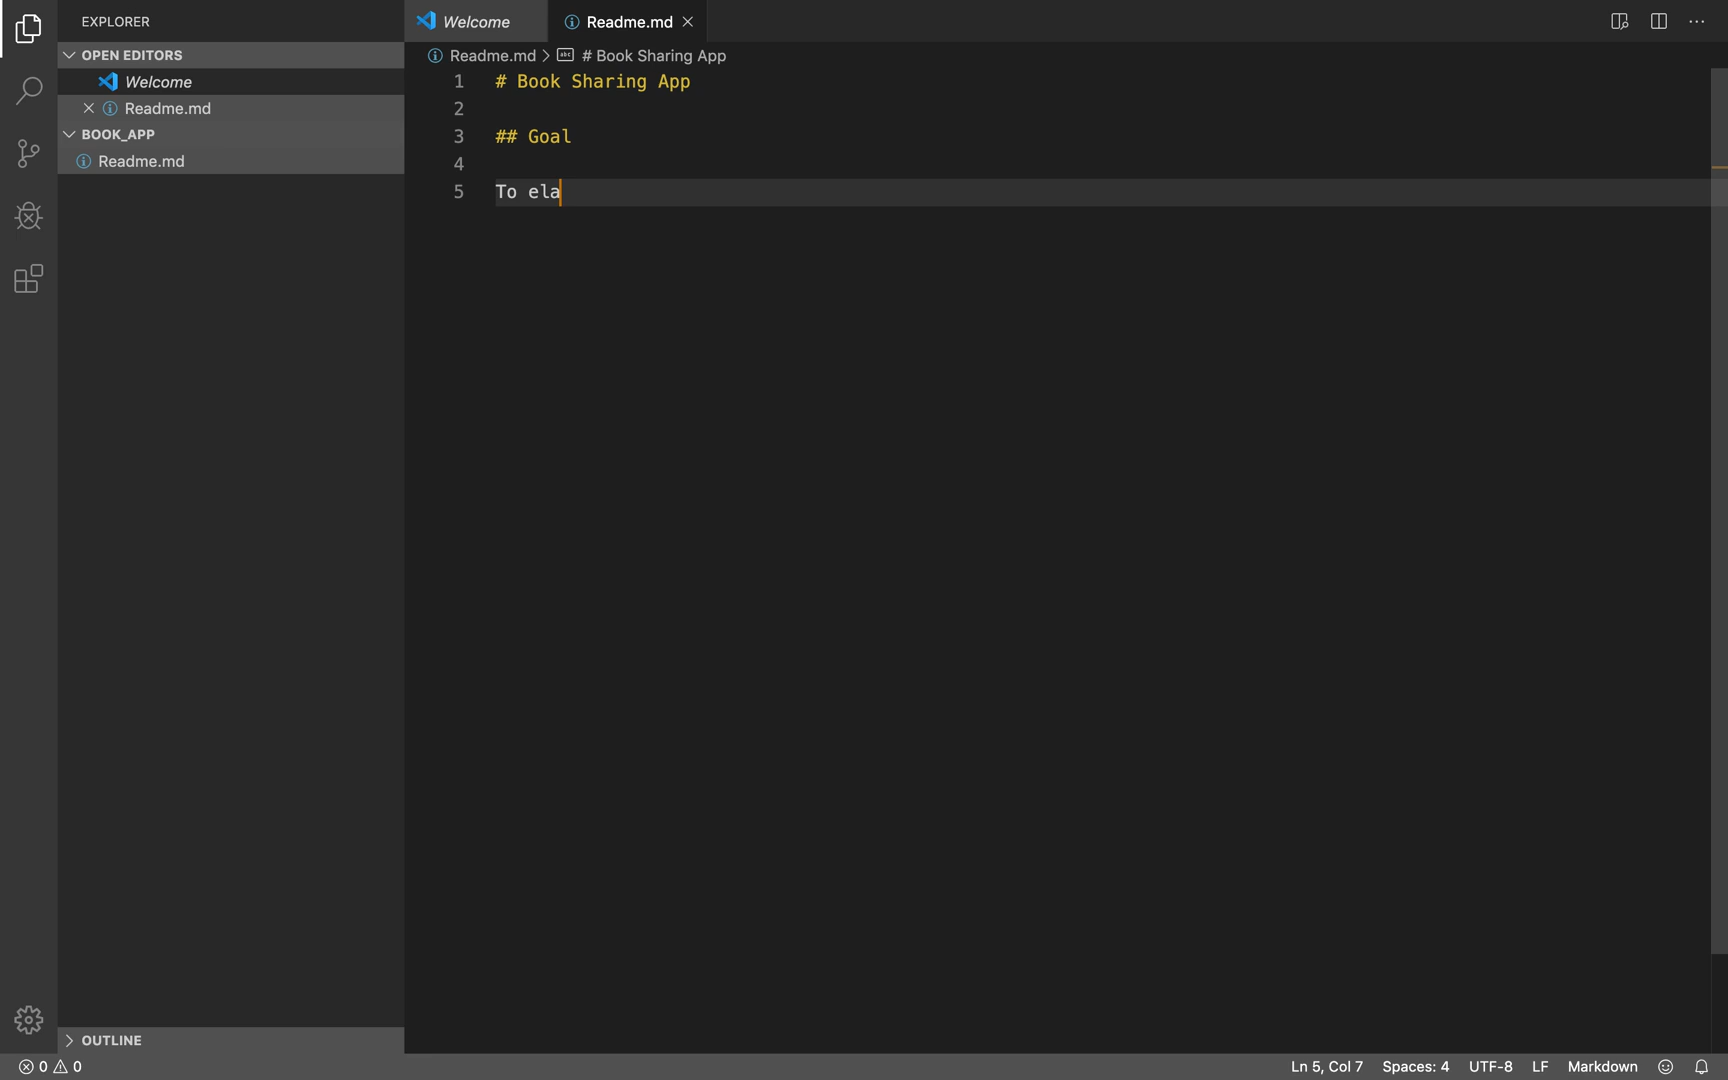 EXPLORER
OPEN EDITORS
Welcome
Readme.md
BOOK_APP
Readme.md
OUTLINE
Welcome
Readme.md
Readme.md > abc # Book Sharing App
1 # Book Sharing App
2
3 ## Goal
4
5 To ela
0 0
Ln 5, Col 7 Spaces: 4 UTF-8 LF Markdown